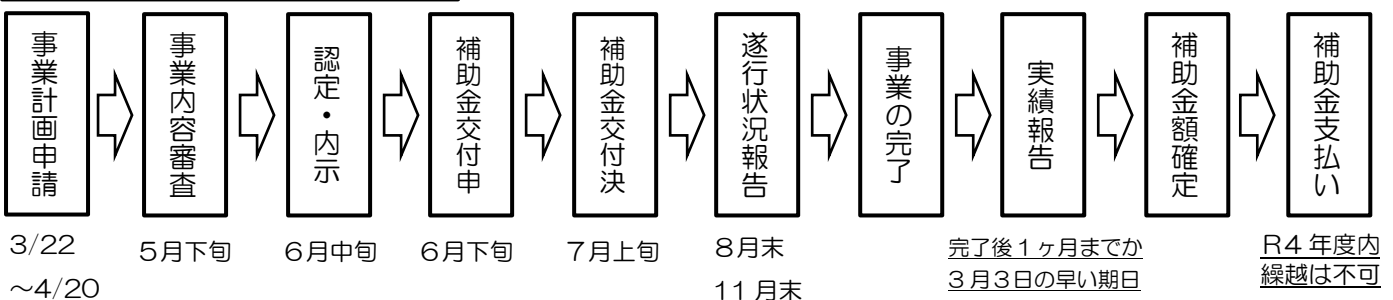 事業計画申請
事業内容審査
認定・内示
補助金交付申
補助金交付決
遂行状況報告
事業の完了
実績報告
補助金額確定
補助金支払い
3/22
～4/20
5月下旬
6月中旬
6月下旬
7月上旬
8月末
11月末
完了後1ヶ月までか
3月3日の早い期日
R4年度内
繰越は不可